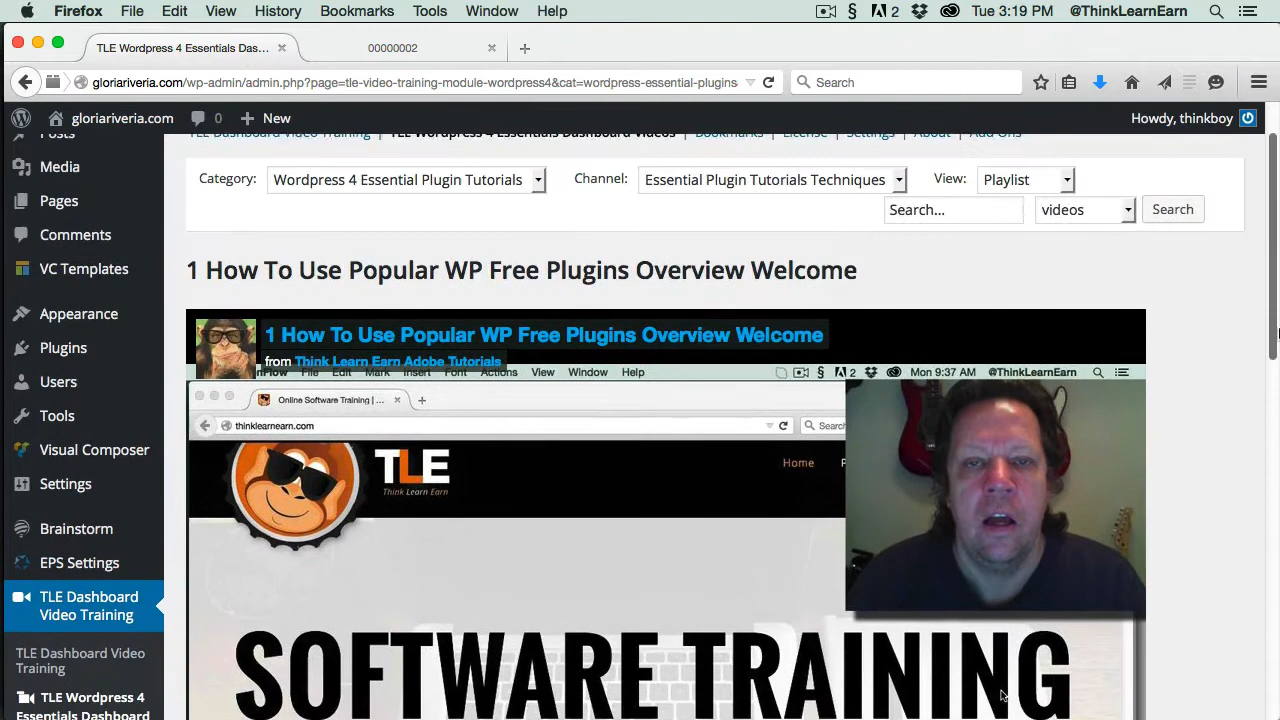 Firefox File Edit View History Bookmarks Tools Window Help § 2 Tue 3:19 PM @ThinkLearnEarn
TLE Wordpress 4 Essentials Das... 00000002
gloriariveria.com/wp-admin/admin.php?page=tle-video-training-module-wordpress4&cat=wordpress-essential-plugins Search
gloriariveria.com 0 New Howdy, thinkboy
Posts
TLE Dashboard Video Training TLE Wordpress 4 Essentials Dashboard Videos Bookmarks License Settings About Add Ons
Media
Category: Wordpress 4 Essential Plugin Tutorials Channel: Essential Plugin Tutorials Techniques View: Playlist
Pages
Search... videos Search
Comments
VC Templates
1 How To Use Popular WP Free Plugins Overview Welcome
Appearance
Plugins
Users
Tools
Visual Composer
Settings
Brainstorm
EPS Settings
TLE Dashboard
Video Training
TLE Dashboard Video
Training
TLE Wordpress 4
Essentials Dashboard
1 How To Use Popular WP Free Plugins Overview Welcome
from Think Learn Earn Adobe Tutorials
File Edit Mark Insert Font Actions View Window Help § 2 Mon 9:37 AM @ThinkLearnEarn
Online Software Training | ...
thinklearnearn.com Search
TLE
Think Learn Earn
Home
SOFTWARE TRAINING